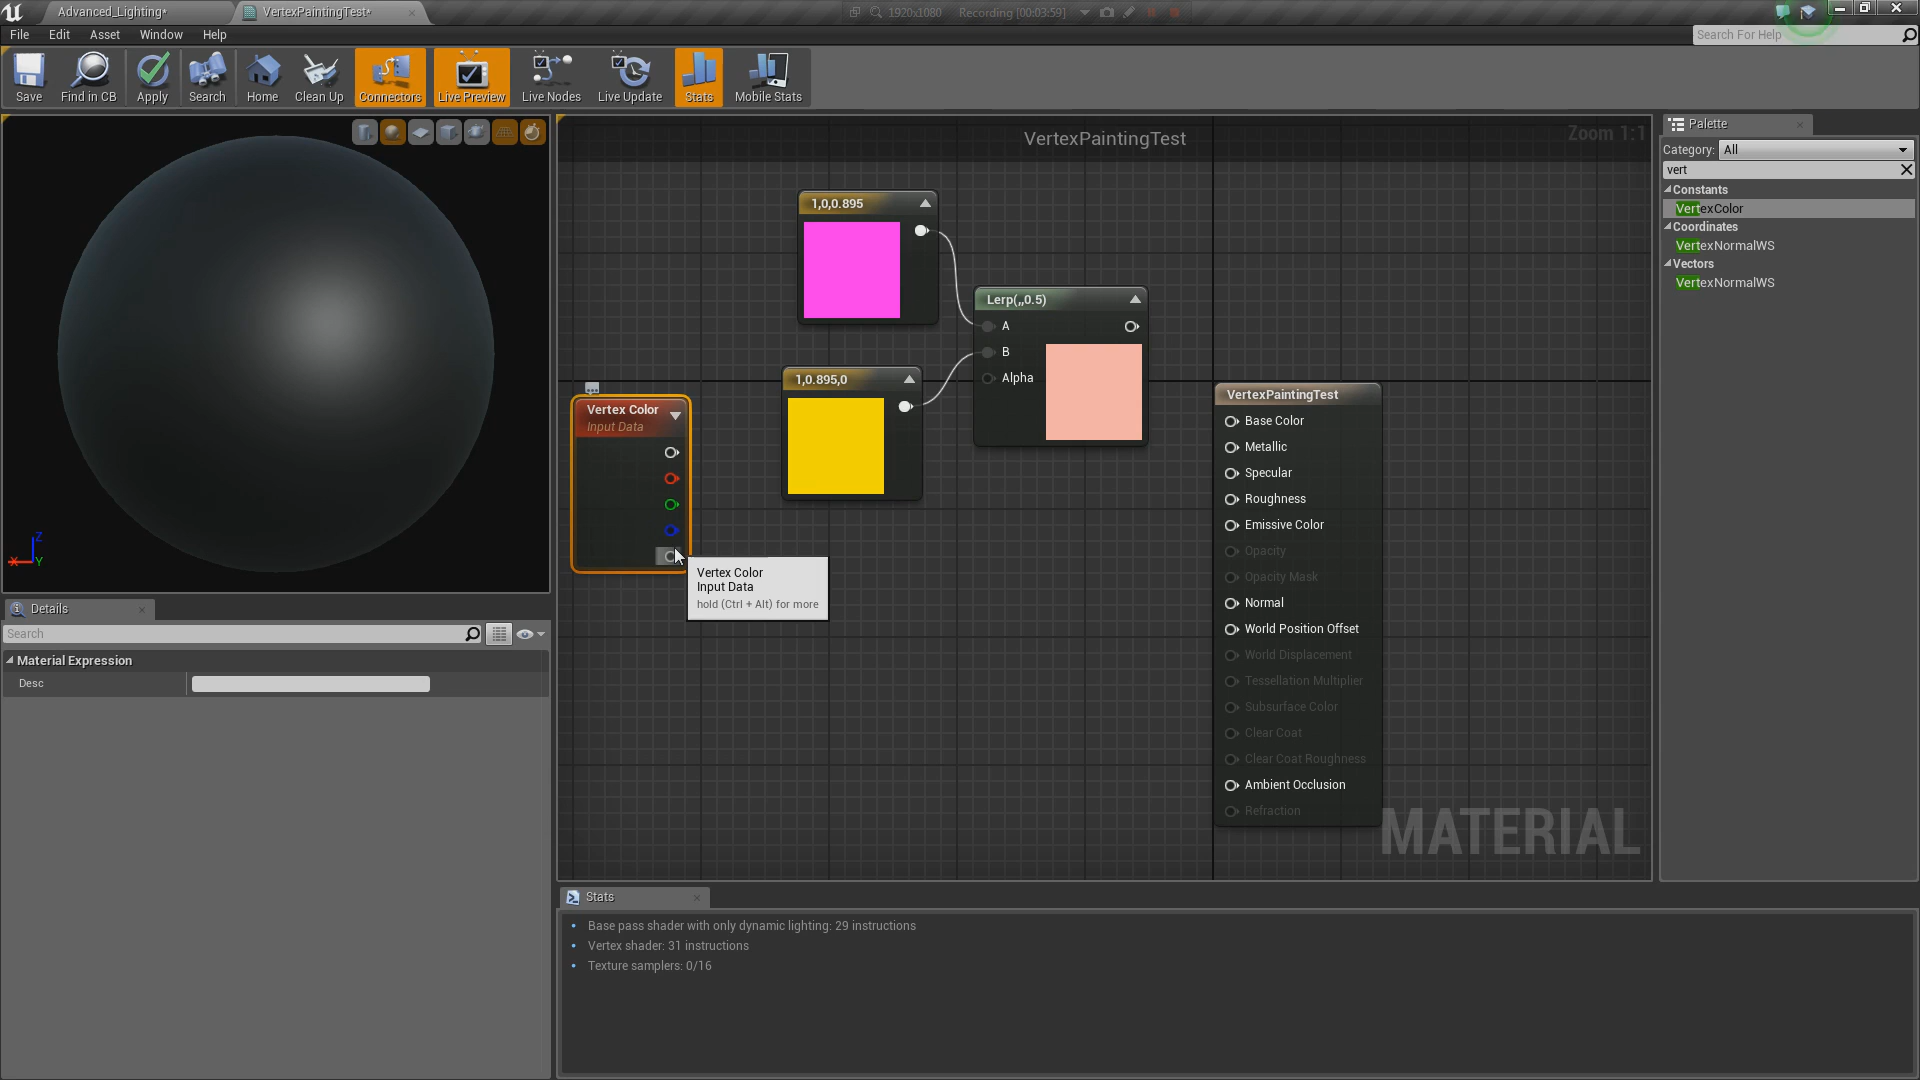 Advanced_Lighting*
VertexPaintingTest*
1920x1080
Recording [00:03:59]
File
Edit
Asset
Window
Help
Search For Help
Save
Find in CB
Apply
Search
Home
Clean Up
Connectors
Live Preview
Live Nodes
Live Update
Stats
Mobile Stats
VertexPaintingTest
Zoom 1:1
Palette
Category: All
vert
Constants
VertexColor
Coordinates
VertexNormalWS
Vectors
VertexNormalWS
1,0,0.895
Lerp(,,0.5)
A
B
Alpha
1,0.895,0
Vertex Color
Input Data
Vertex Color
Input Data
hold (Ctrl + Alt) for more
VertexPaintingTest
Base Color
Metallic
Specular
Roughness
Emissive Color
Opacity
Opacity Mask
Normal
World Position Offset
World Displacement
Tessellation Multiplier
Subsurface Color
Clear Coat
Clear Coat Roughness
Ambient Occlusion
Refraction
MATERIAL
Z
X
Y
Details
Search
Material Expression
Desc
Stats
Base pass shader with only dynamic lighting: 29 instructions
Vertex shader: 31 instructions
Texture samplers: 0/16